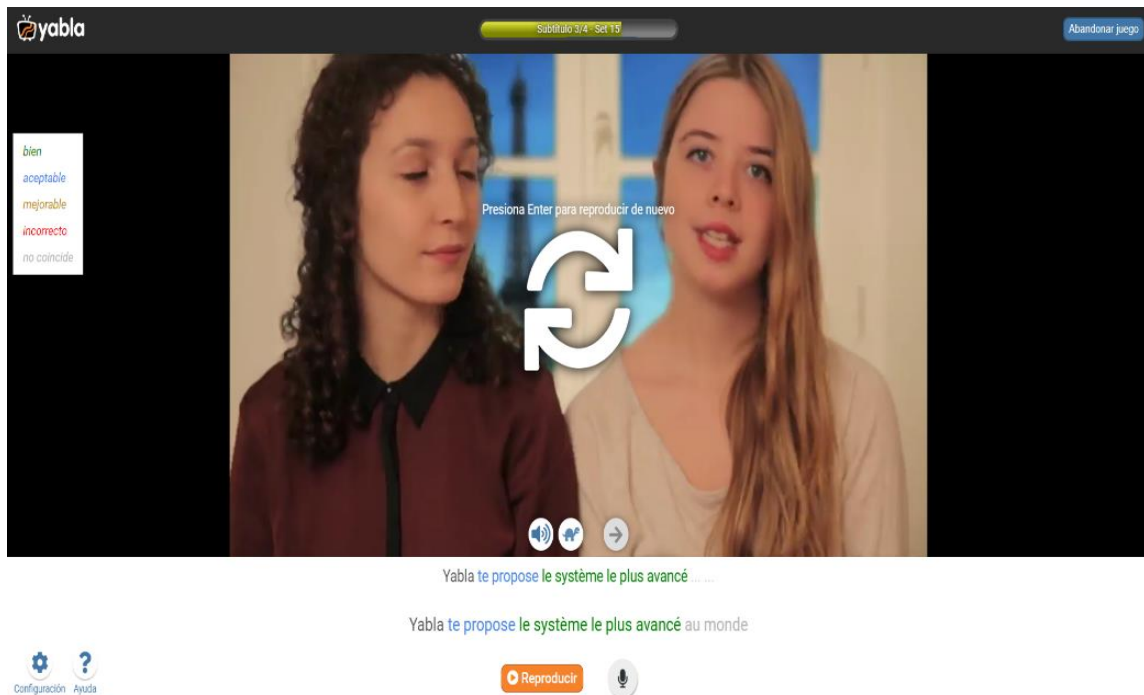 yabla
Subtítulo 3/4 - Set 15
Abandonar juego
bien
aceptable
mejorable
incorrecto
no coincide
Presiona Enter para reproducir de nuevo
Yabla te propose le système le plus avancé ... ...
Yabla te propose le système le plus avancé au monde
Reproducir
Configuración
Ayuda